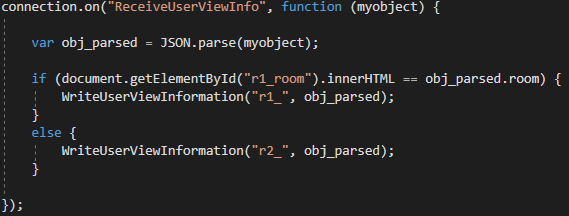 connection.on("ReceiveUserViewInfo", function (myobject) {
var obj_parsed = JSON.parse(myobject);
if (document.getElementById("r1_room").innerHTML == obj_parsed.room) {
WriteUserViewInformation("r1_", obj_parsed);
}
else {
WriteUserViewInformation("r2_", obj_parsed);
}
});